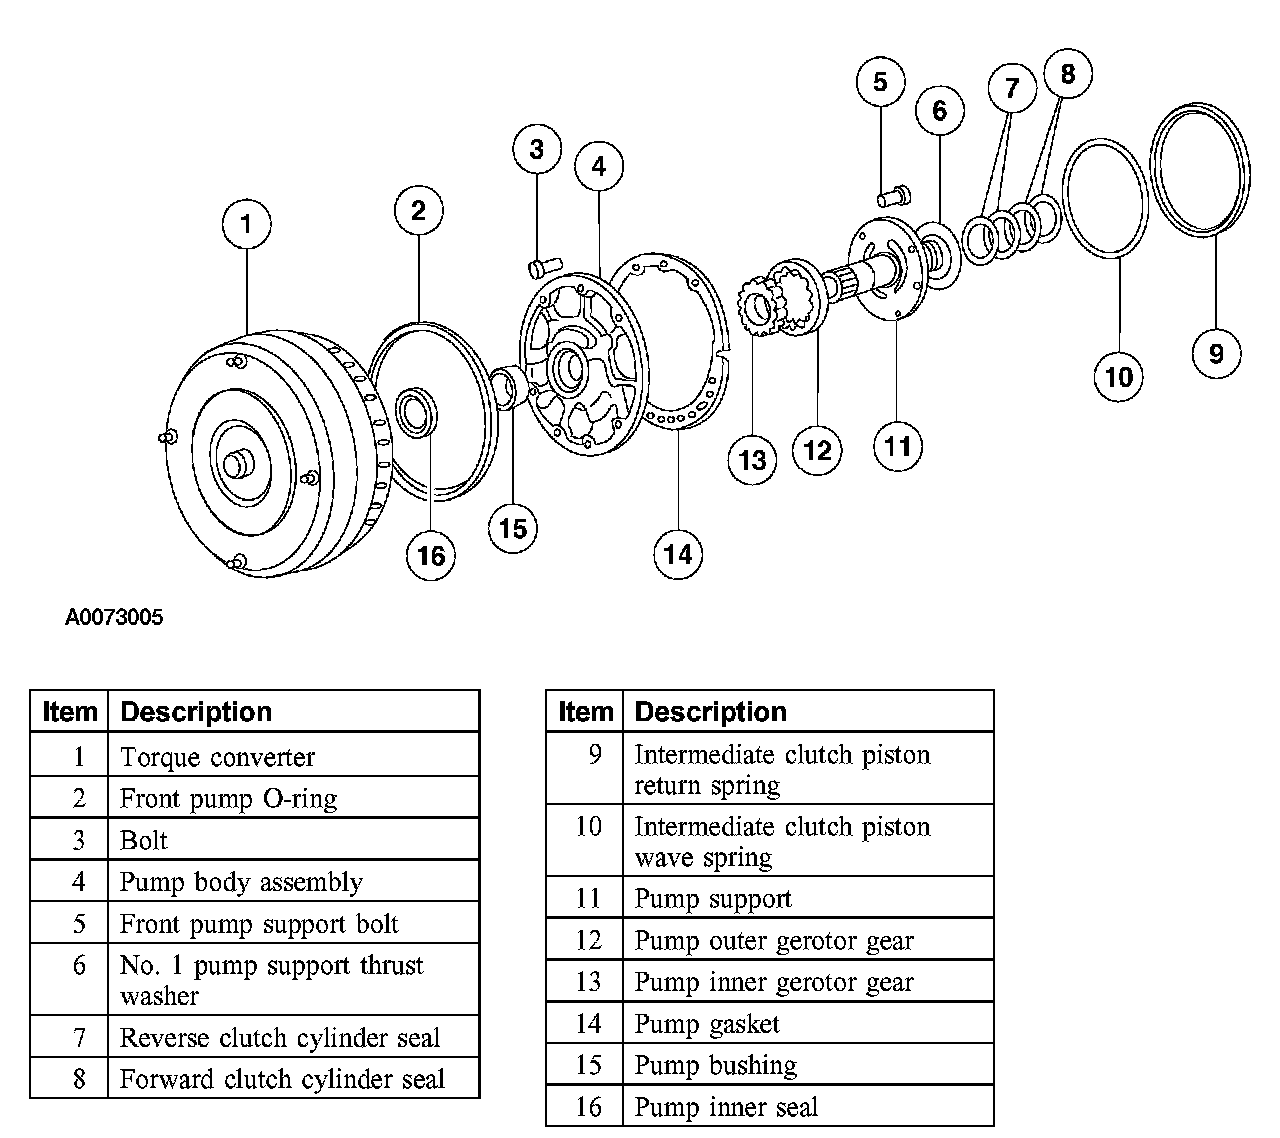 1
2
3
4
5
6
7
8
9
10
11
12
13
14
15
16
A0073005
Item Description
1 Torque converter
2 Front pump O-ring
3 Bolt
4 Pump body assembly
5 Front pump support bolt
6 No. 1 pump support thrust
washer
7 Reverse clutch cylinder seal
8 Forward clutch cylinder seal
Item Description
9 Intermediate clutch piston
return spring
10 Intermediate clutch piston
wave spring
11 Pump support
12 Pump outer gerotor gear
13 Pump inner gerotor gear
14 Pump gasket
15 Pump bushing
16 Pump inner seal